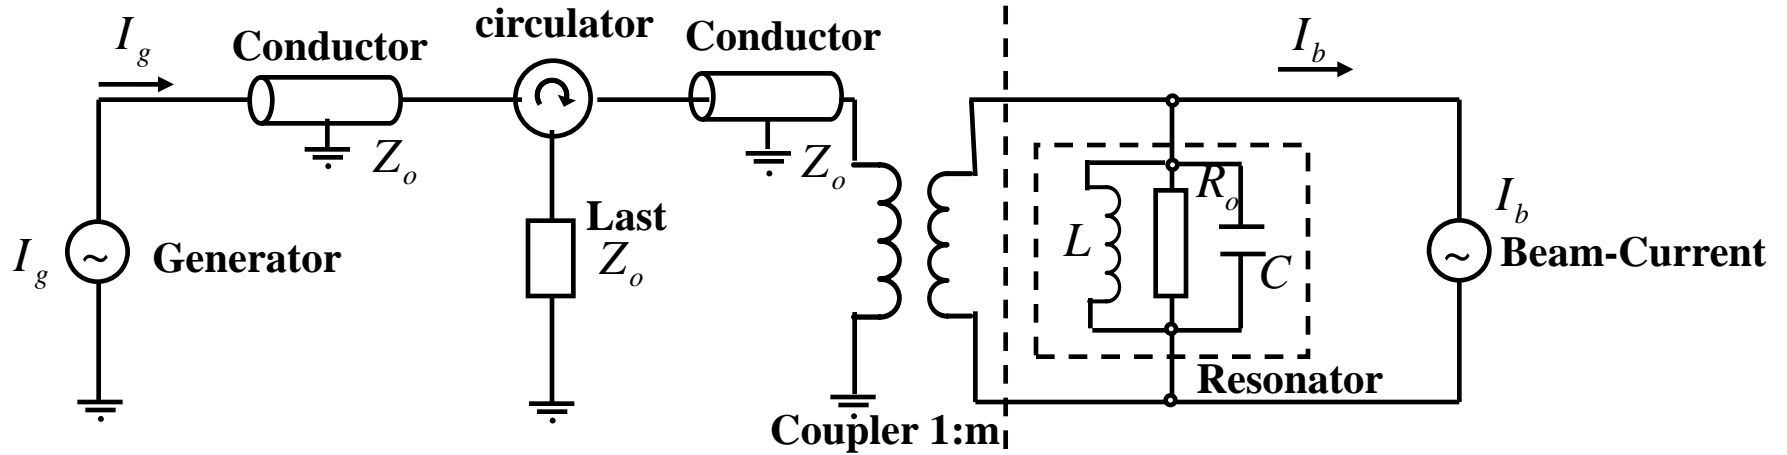 I_g
Conductor
circulator
Conductor
I_b
Z_o
Z_o
R_o
I_g
Generator
Last
Z_o
L
C
I_b
Beam-Current
Resonator
Coupler 1:m